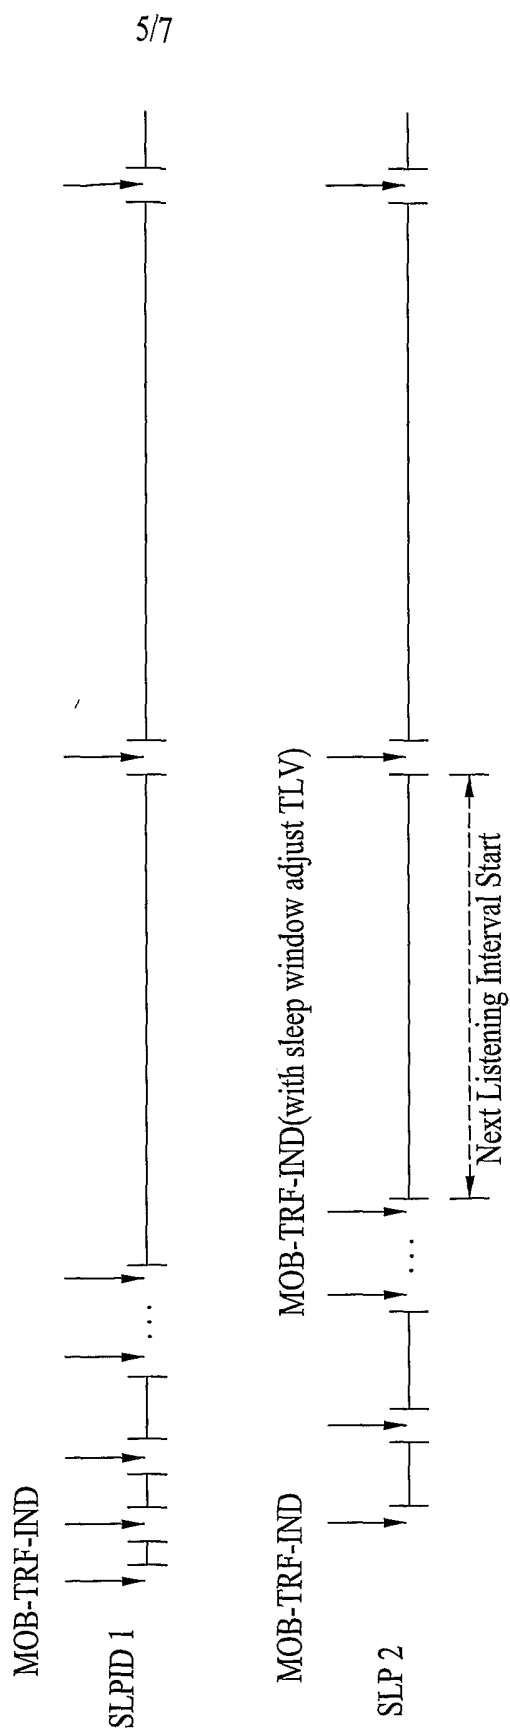 5/7
MOB-TRF-IND
SLPID 1
...
MOB-TRF-IND
MOB-TRF-IND(with sleep window adjust TLV)
SLP 2
...
Next Listening Interval Start